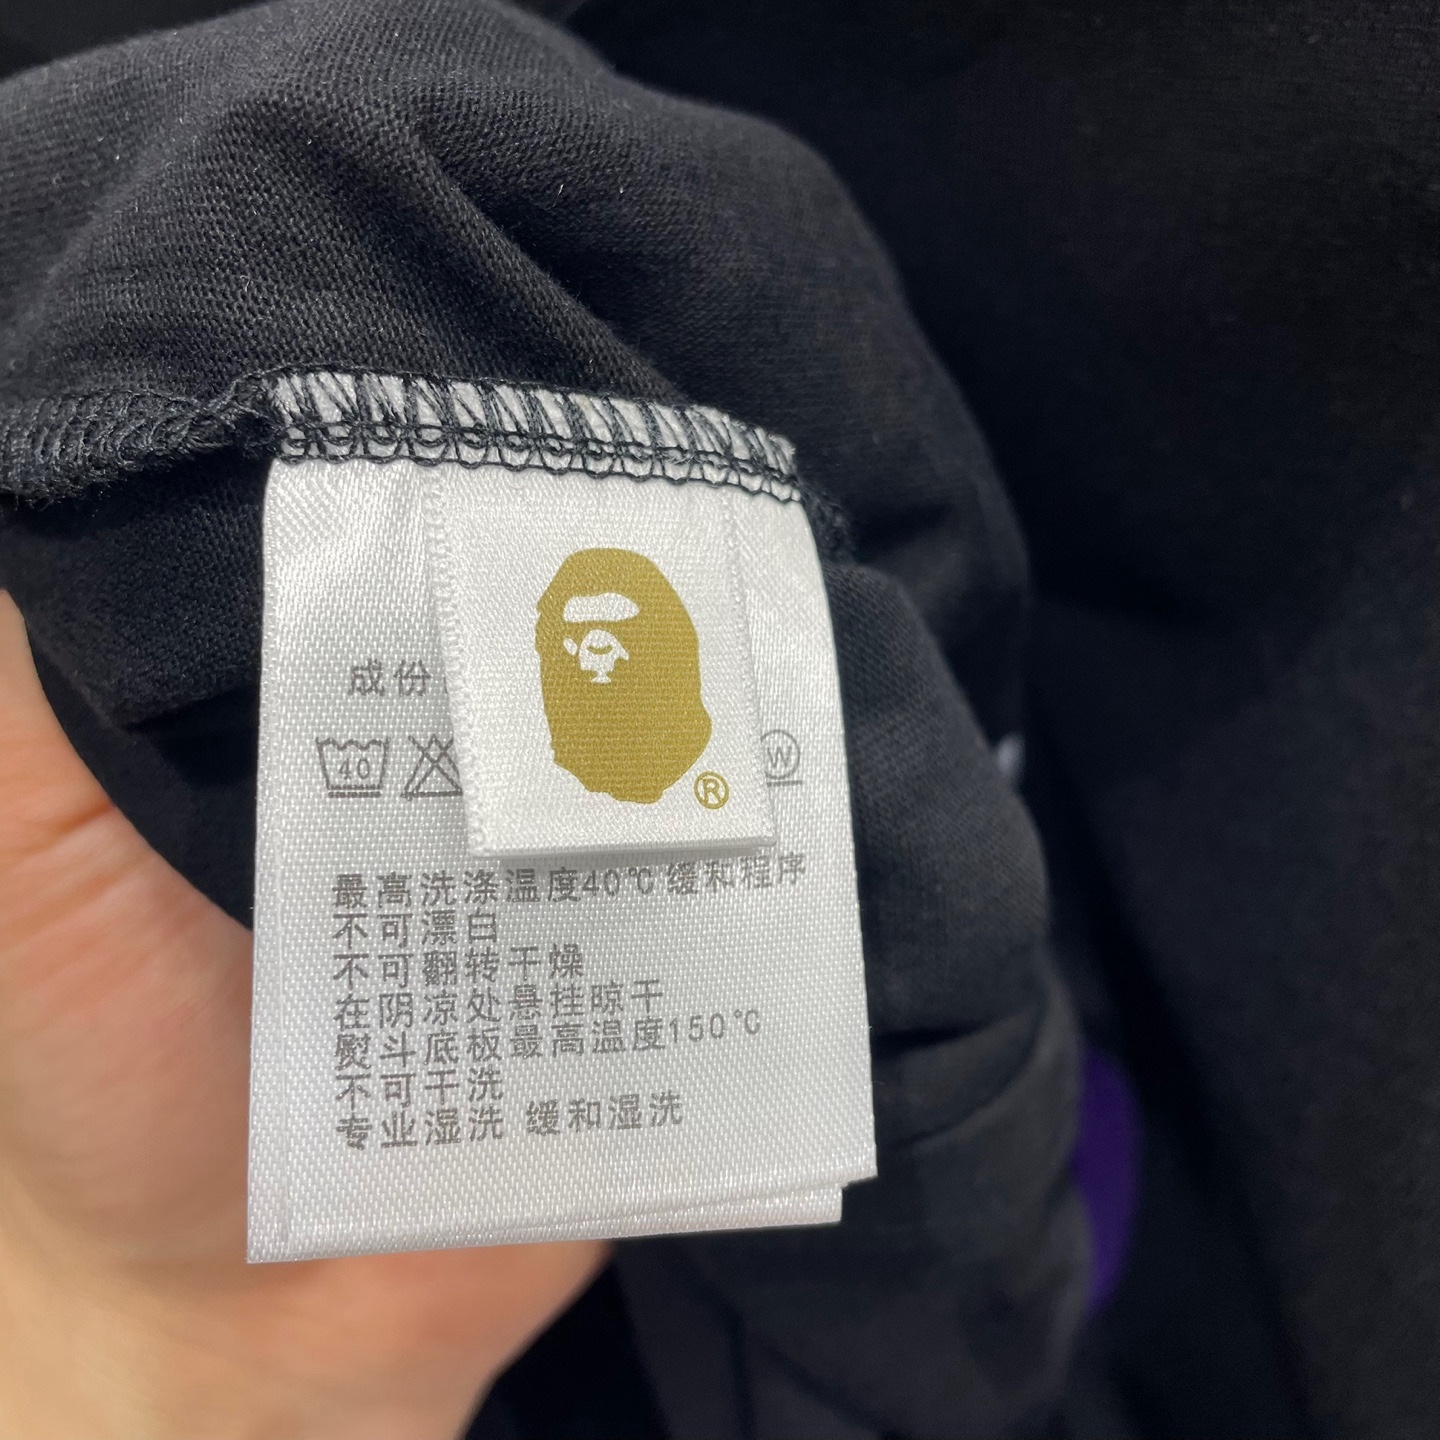 成份
40
W
®
最高洗涤温度40℃缓和程序
不可漂白
不可翻转干燥
在阴凉处悬挂晾干
熨斗底板最高温度150℃
不可干洗
专业湿洗 缓和湿洗